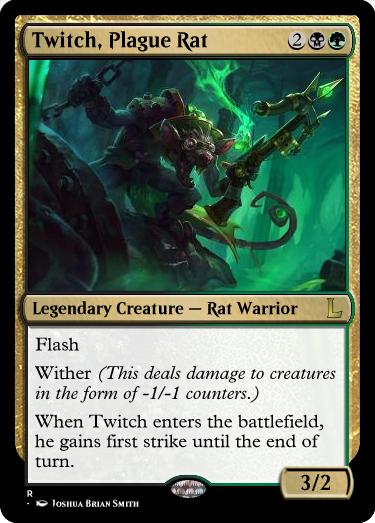 Twitch, Plague Rat 2
Legendary Creature — Rat Warrior L
Flash
Wither (This deals damage to creatures
in the form of -1/-1 counters.)
When Twitch enters the battlefield,
he gains first strike until the end of
turn.
3/2
R
Joshua Brian Smith